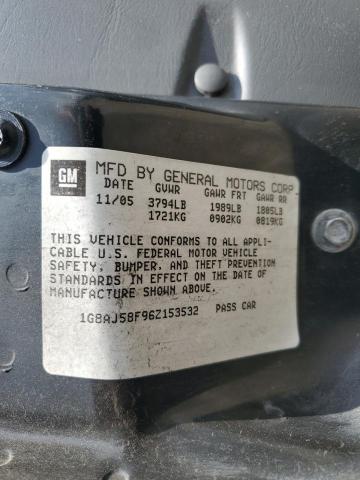 GM
MFD BY GENERAL MOTORS CORP
DATE GVWR GAWR FRT GAWR RR
11/05 3794LB 1989LB 1805LB
1721KG 0902KG 0819KG
THIS VEHICLE CONFORMS TO ALL APPLI-
CABLE U.S. FEDERAL MOTOR VEHICLE
SAFETY, BUMPER, AND THEFT PREVENTION
STANDARDS IN EFFECT ON THE DATE OF
MANUFACTURE SHOWN ABOVE.
1G8AJ58F96Z153532 PASS CAR